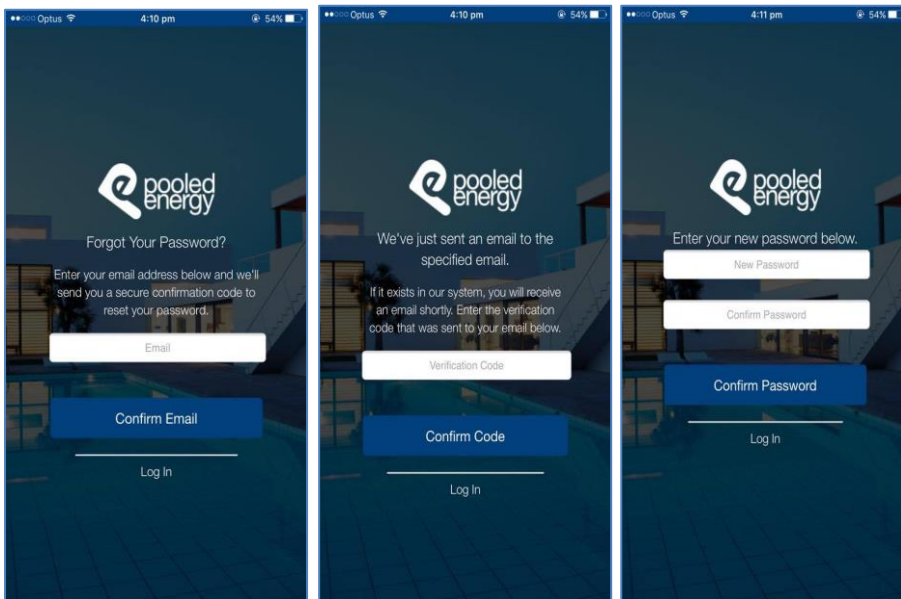 Optus 4:10 pm 54%
pooled
energy
Forgot Your Password?
Enter your email address below and we'll
send you a secure confirmation code to
reset your password.
Email
Confirm Email
Log In
Optus 4:10 pm 54%
pooled
energy
We've just sent an email to the
specified email.
If it exists in our system, you will receive
an email shortly. Enter the verification
code that was sent to your email below.
Verification Code
Confirm Code
Log In
Optus 4:11 pm 54%
pooled
energy
Enter your new password below.
New Password
Confirm Password
Confirm Password
Log In